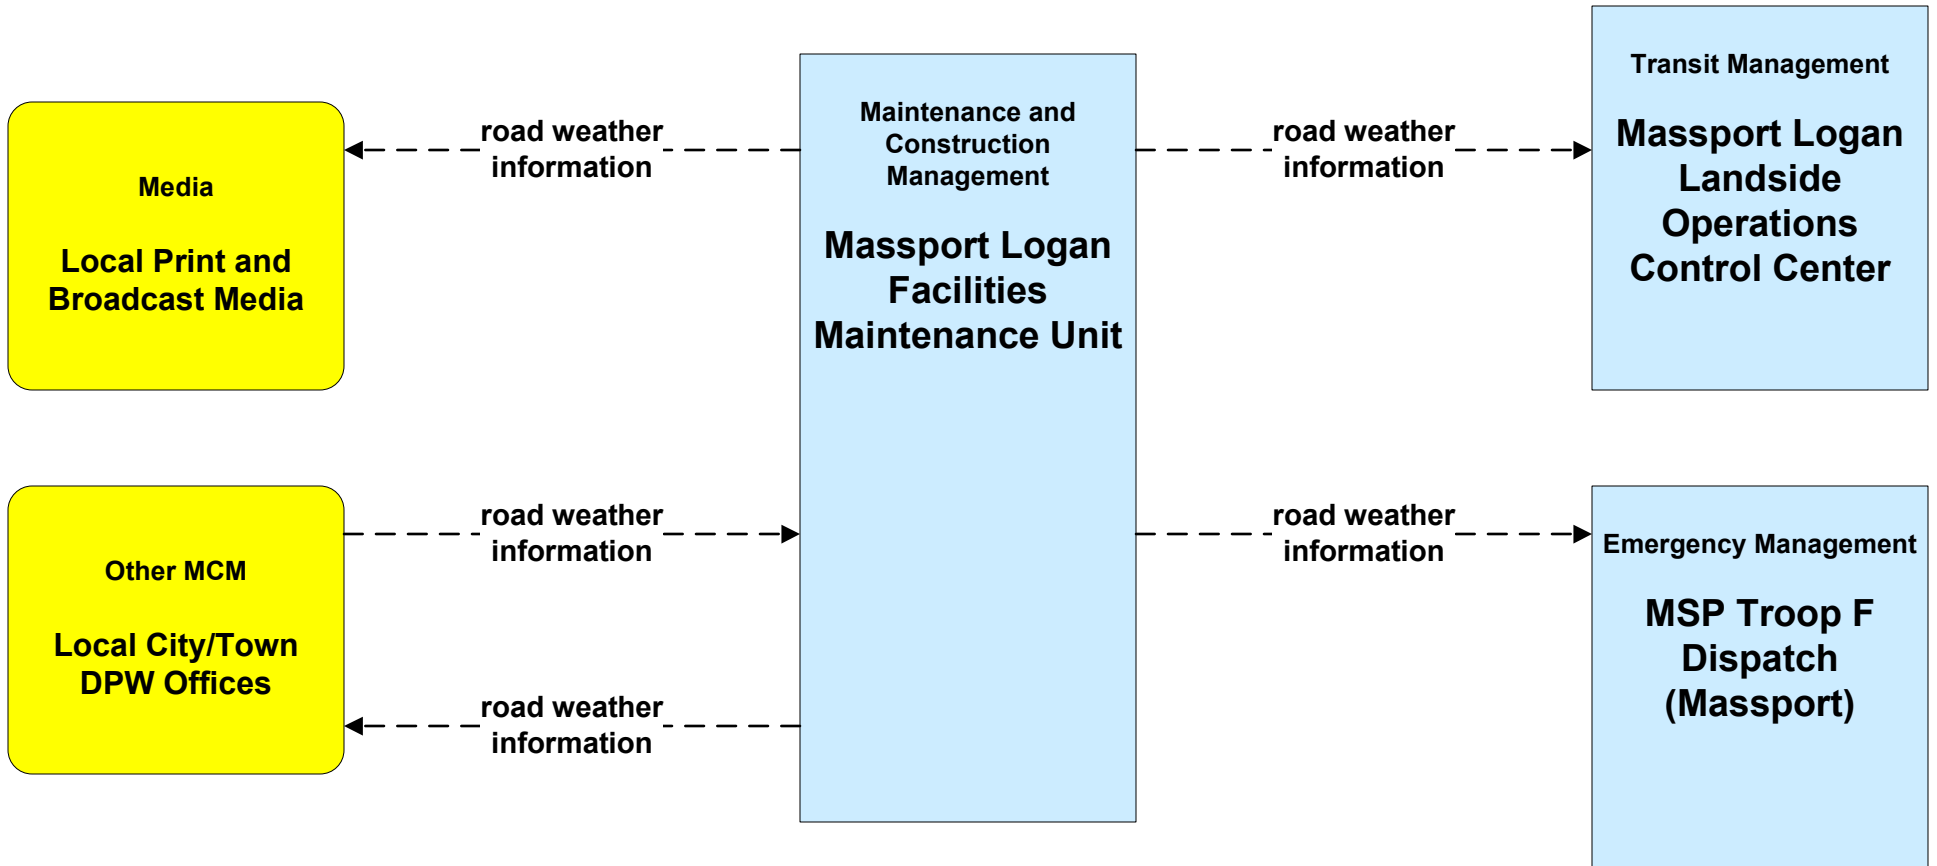 Media
Local Print and
Broadcast Media
road weather
information
Maintenance and
Construction
Management
Massport Logan
Facilities
Maintenance Unit
road weather
information
Transit Management
Massport Logan
Landside
Operations
Control Center
Other MCM
Local City/Town
DPW Offices
road weather
information
road weather
information
road weather
information
Emergency Management
MSP Troop F
Dispatch
(Massport)